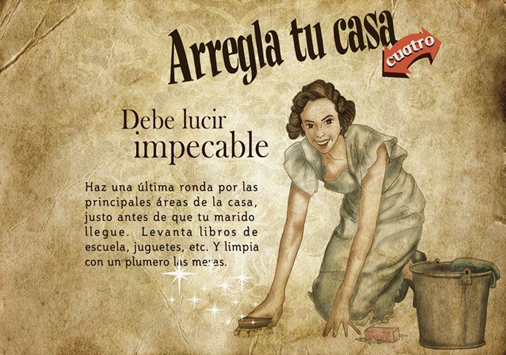 Arregla tu casa
cuatro
Debe lucir
impecable
Haz una última ronda por las
principales áreas de la casa,
justo antes de que tu marido
llegue. Levanta libros de
escuela, juguetes, etc. Y limpia
con un plumero las mesas.